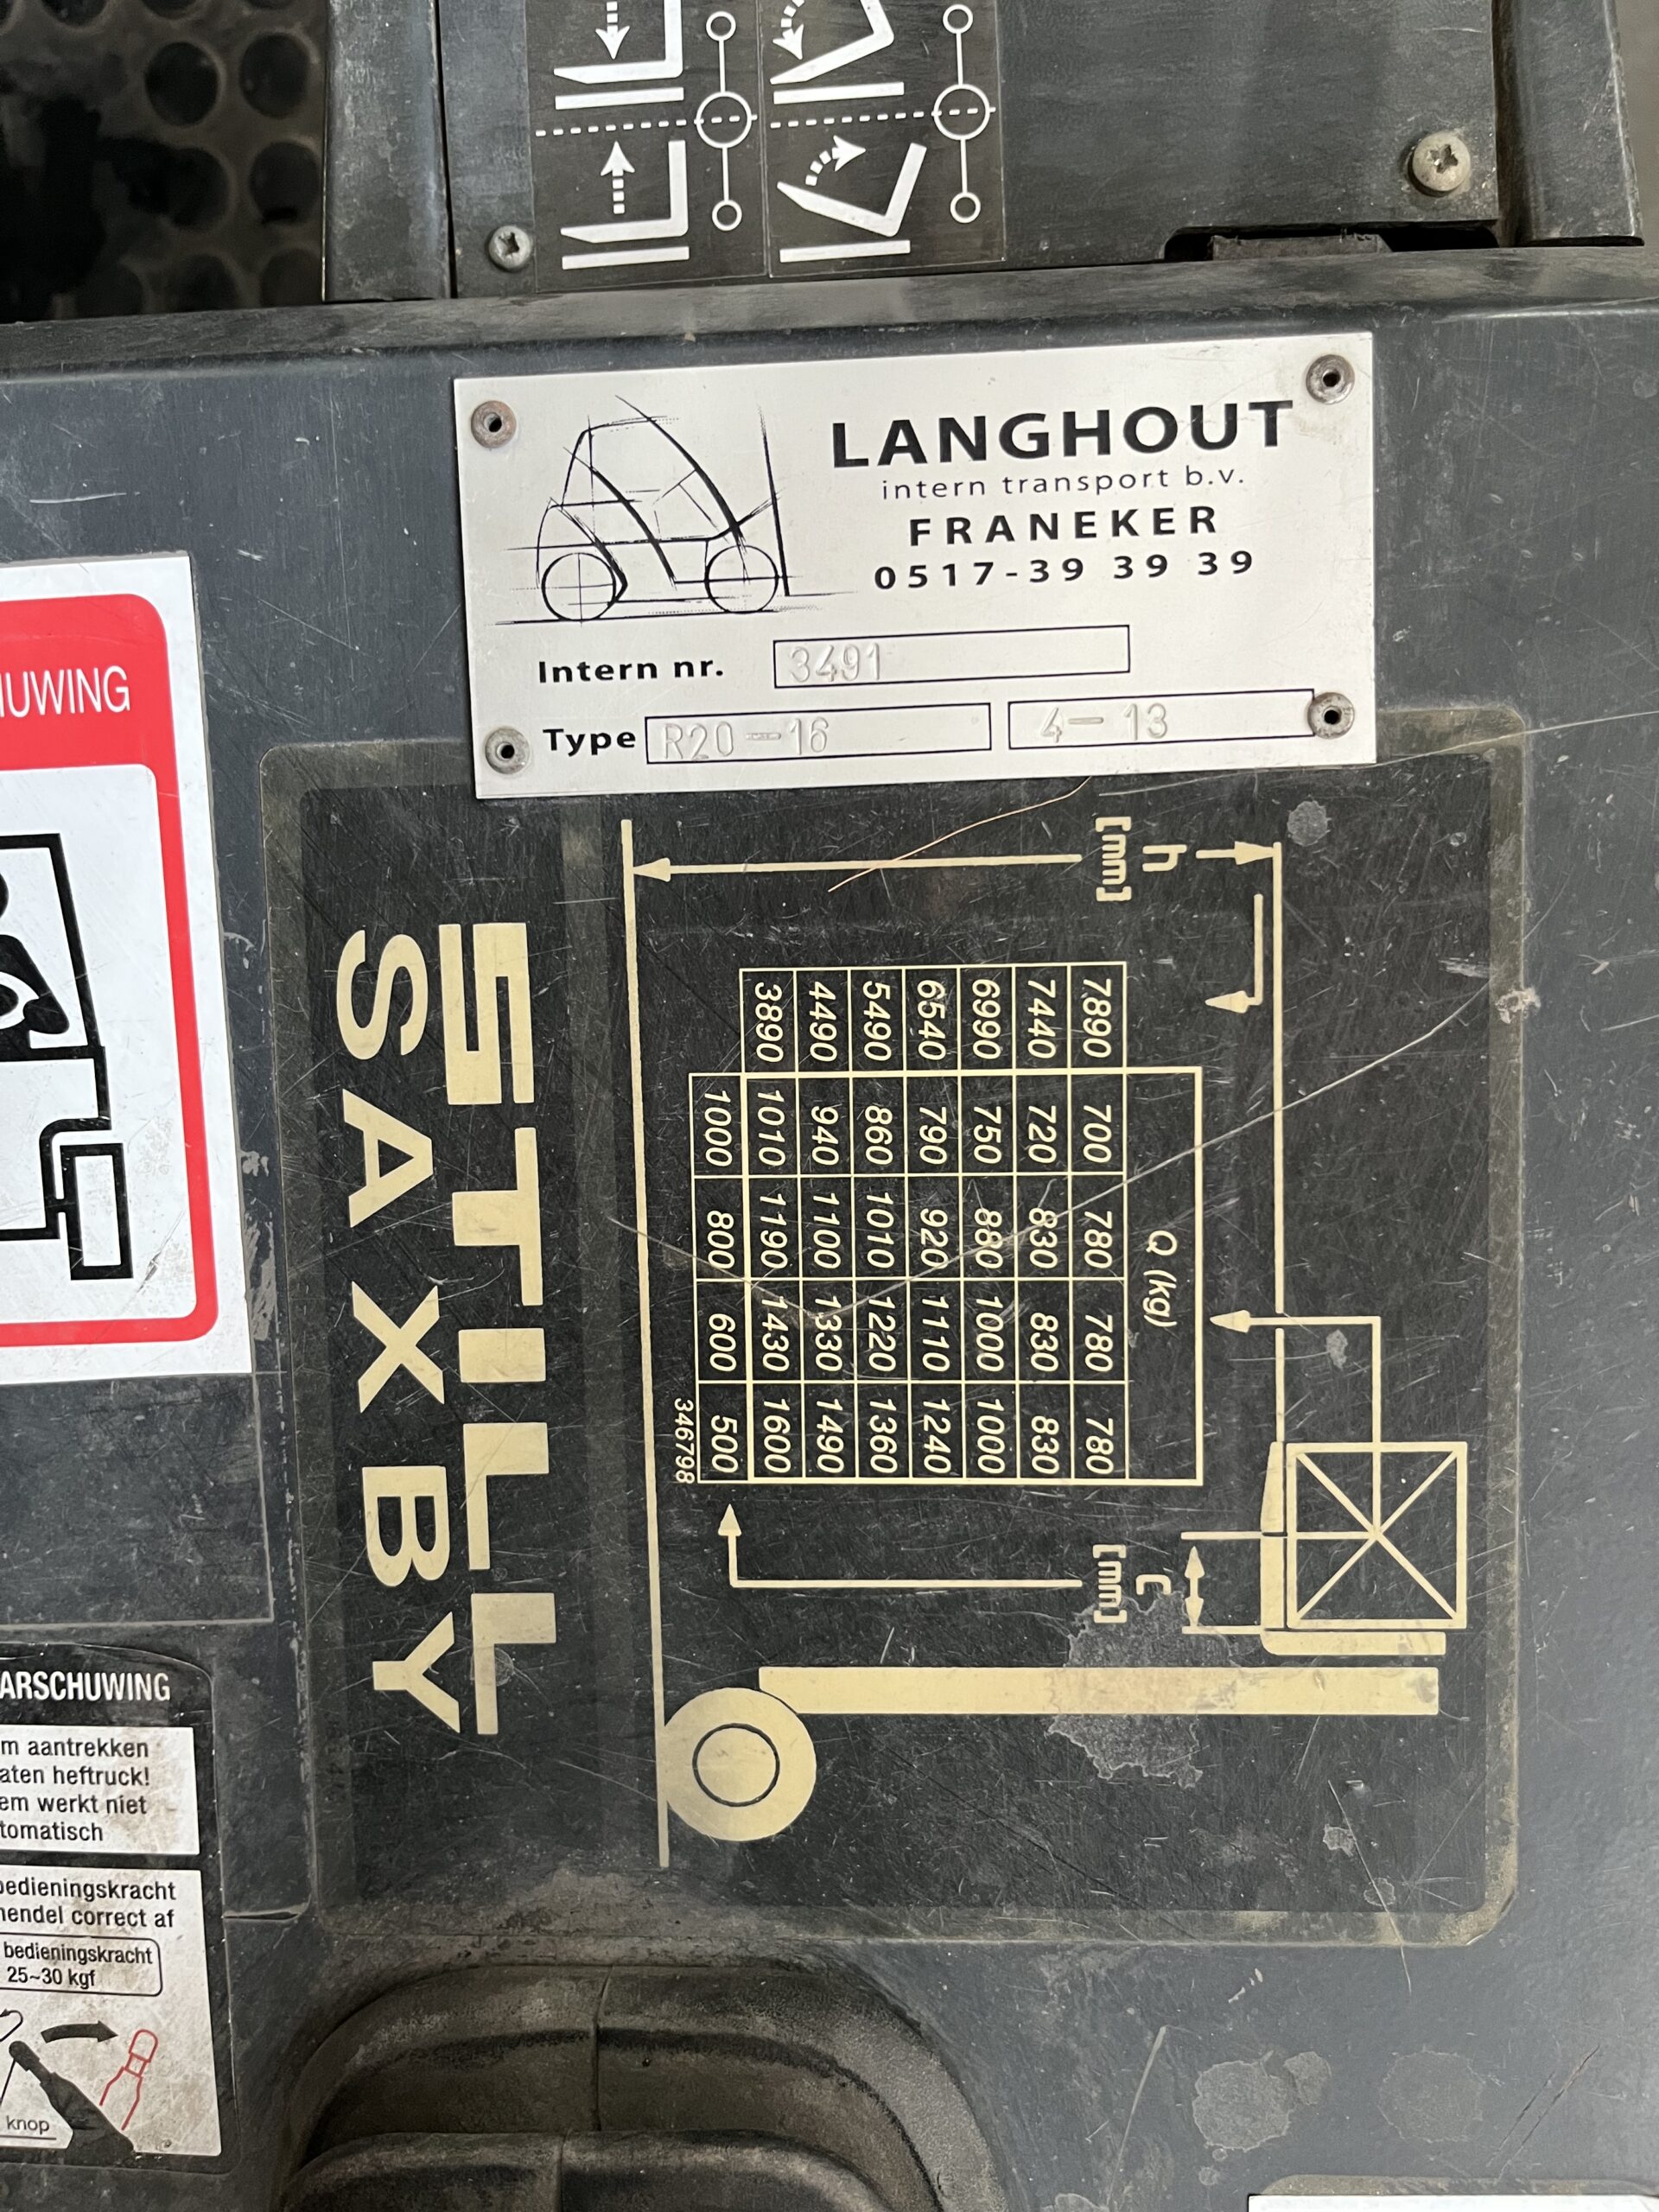 LANGHOUT
intern transport b.v.
FRANEKER
0517-39 39 39
Intern nr. 3491
Type R20-16 4-13
HUWING
h
[mm]
Q (kg)
7890 700 780 780 780
7440 720 830 830 830
6990 750 880 1000 1000
6540 790 920 1110 1240
5490 860 1010 1220 1360
4490 940 1100 1330 1490
3890 1010 1190 1430 1600
1000 800 600 500
346798
C
[mm]
STILL
SAXBY
ARSCHUWING
m aantrekken
aten heftruck!
em werkt niet
tomatisch
bedieningskracht
hendel correct af
bedieningskracht
25~30 kgf
knop